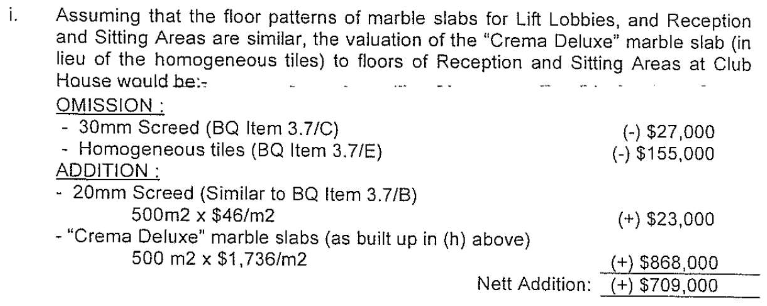 i. Assuming that the floor patterns of marble slabs for Lift Lobbies, and Reception
and Sitting Areas are similar, the valuation of the “Crema Deluxe” marble slab (in
lieu of the homogeneous tiles) to floors of Reception and Sitting Areas at Club
House would be:-
OMISSION :
- 30mm Screed (BQ Item 3.7/C) (-) $27,000
- Homogeneous tiles (BQ Item 3.7/E) (-) $155,000
ADDITION :
- 20mm Screed (Similar to BQ Item 3.7/B)
500m2 x $46/m2 (+) $23,000
- “Crema Deluxe” marble slabs (as built up in (h) above)
500 m2 x $1,736/m2 (+) $868,000
Nett Addition: (+) $709,000